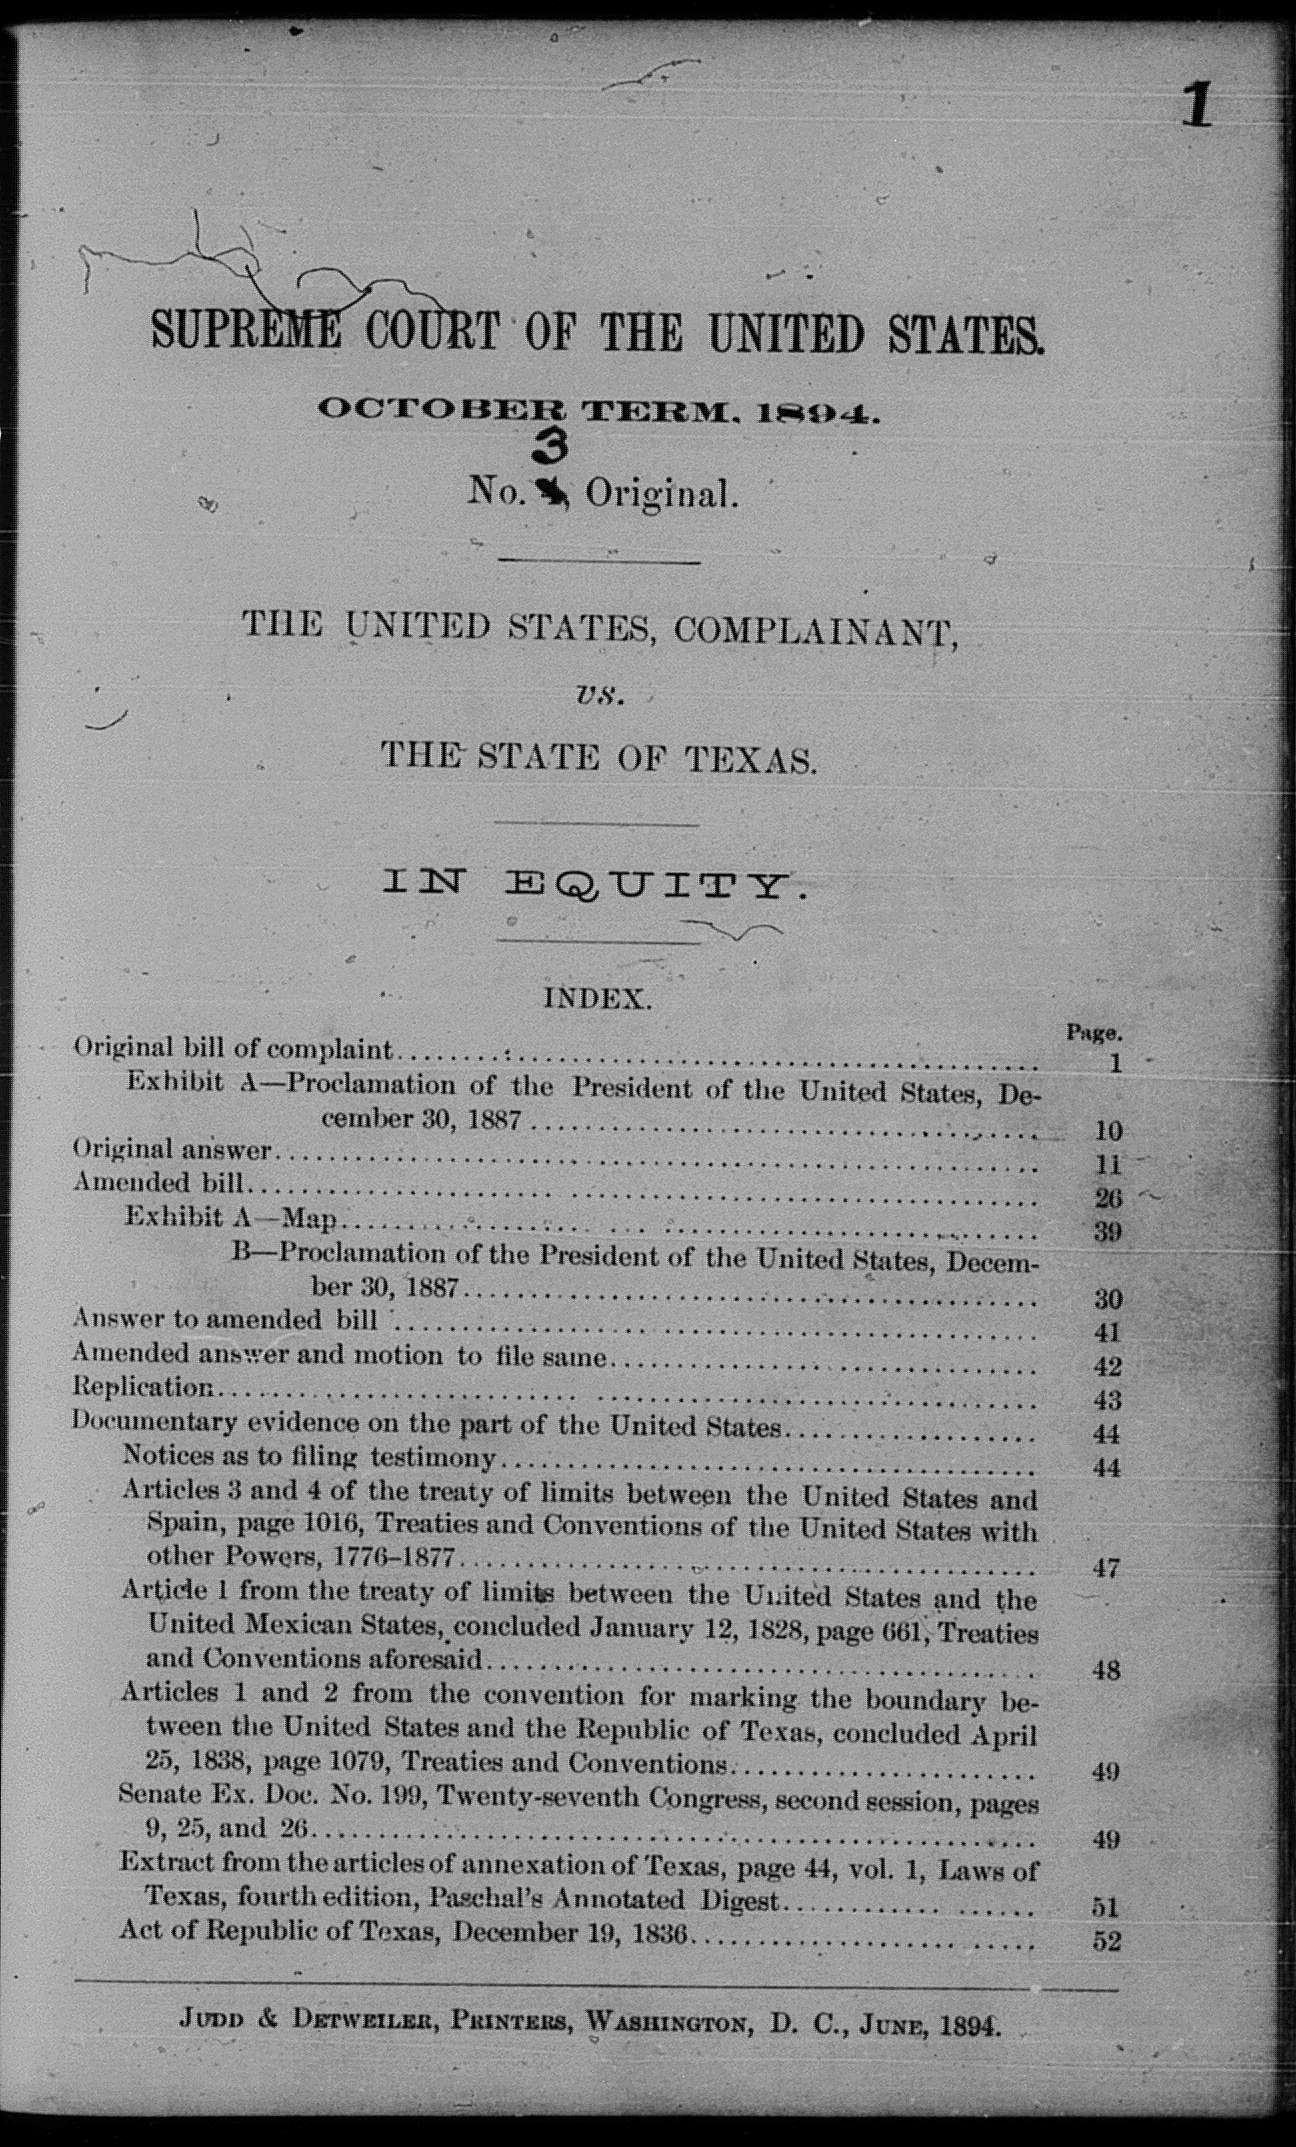 1
SUPREME COURT OF THE UNITED STATES.
OCTOBER TERM, 1894.
3
No. 4, Original.
THE UNITED STATES, COMPLAINANT,
vs.
THE STATE OF TEXAS.
IN EQUITY.
INDEX.
Page.
Original bill of complaint........................ 1
Exhibit A—Proclamation of the President of the United States, De-
cember 30, 1887........................ 10
Original answer........................ 11
Amended bill........................ 26
Exhibit A—Map........................ 39
B—Proclamation of the President of the United States, Decem-
ber 30, 1887........................ 30
Answer to amended bill........................ 41
Amended answer and motion to file same........................ 42
Replication........................ 43
Documentary evidence on the part of the United States........................ 44
Notices as to filing testimony........................ 44
Articles 3 and 4 of the treaty of limits between the United States and
Spain, page 1016, Treaties and Conventions of the United States with
other Powers, 1776–1877........................ 47
Article 1 from the treaty of limits between the United States and the
United Mexican States, concluded January 12, 1828, page 661, Treaties
and Conventions aforesaid........................ 48
Articles 1 and 2 from the convention for marking the boundary be-
tween the United States and the Republic of Texas, concluded April
25, 1838, page 1079, Treaties and Conventions........................ 49
Senate Ex. Doc. No. 199, Twenty-seventh Congress, second session, pages
9, 25, and 26........................ 49
Extract from the articles of annexation of Texas, page 44, vol. 1, Laws of
Texas, fourth edition, Paschal's Annotated Digest........................ 51
Act of Republic of Texas, December 19, 1836........................ 52
JUDD & DETWEILER, PRINTERS, WASHINGTON, D. C., JUNE, 1894.